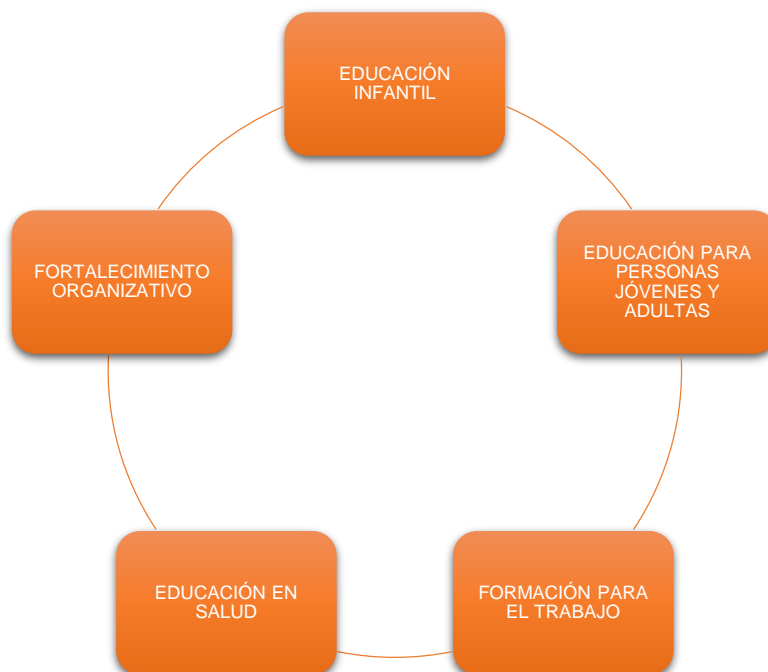 EDUCACIÓN
INFANTIL
EDUCACIÓN PARA
PERSONAS
JÓVENES Y
ADULTAS
FORMACIÓN PARA
EL TRABAJO
EDUCACIÓN EN
SALUD
FORTALECIMIENTO
ORGANIZATIVO